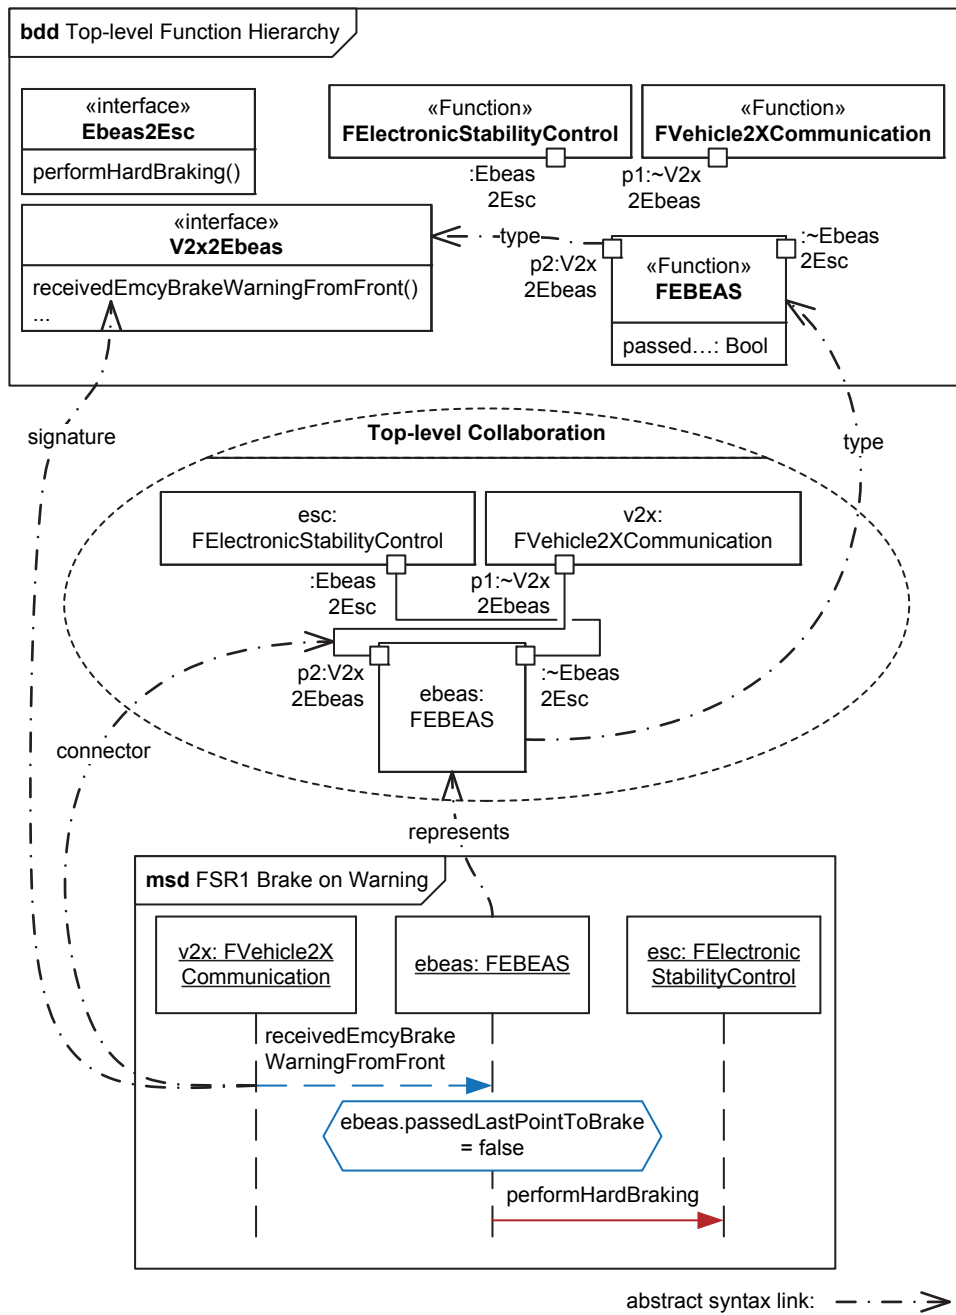 bdd Top-level Function Hierarchy
«interface»
Ebeas2Esc
performHardBraking()
«Function»
FElectronicStabilityControl
:Ebeas
2Esc
«Function»
FVehicle2XCommunication
p1:~V2x
2Ebeas
«interface»
V2x2Ebeas
receivedEmcyBrakeWarningFromFront()
...
type
p2:V2x
2Ebeas
«Function»
FEBEAS
passed...: Bool
:~Ebeas
2Esc
signature
type
Top-level Collaboration
esc:
FElectronicStabilityControl
:Ebeas
2Esc
v2x:
FVehicle2XCommunication
p1:~V2x
2Ebeas
p2:V2x
2Ebeas
ebeas:
FEBEAS
:~Ebeas
2Esc
connector
represents
msd FSR1 Brake on Warning
v2x: FVehicle2X
Communication
ebeas: FEBEAS
esc: FElectronic
StabilityControl
receivedEmcyBrake
WarningFromFront
ebeas.passedLastPointToBrake
= false
performHardBraking
abstract syntax link: